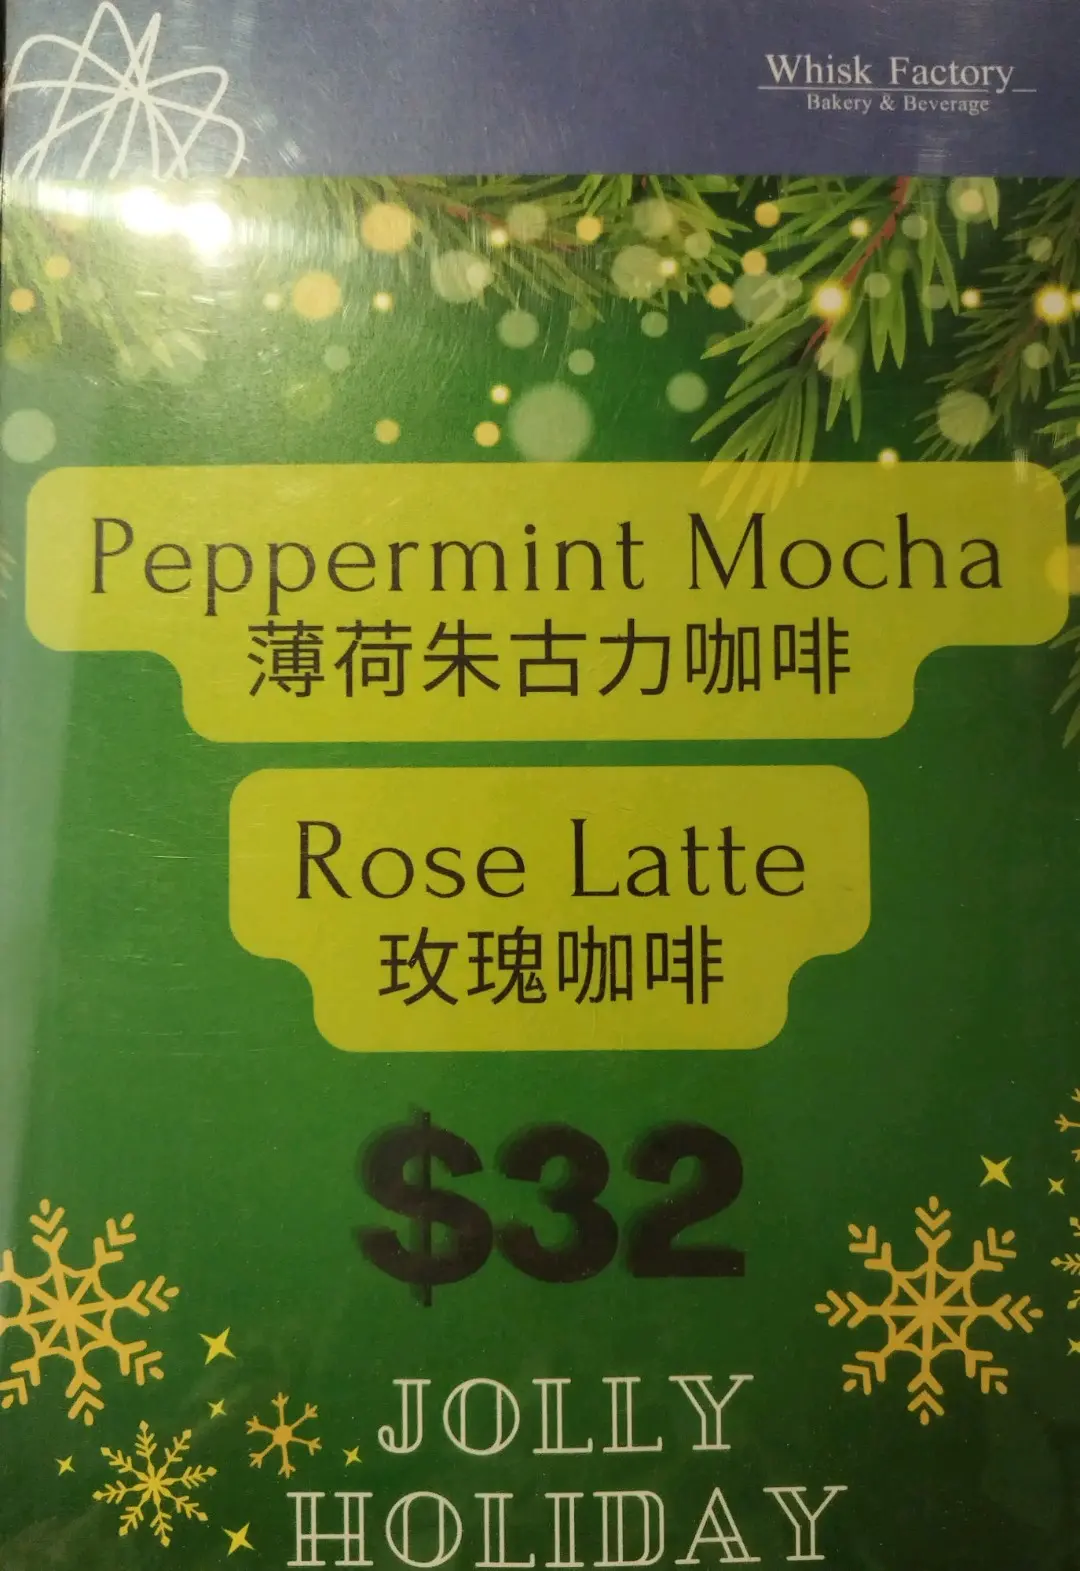 Whisk Factory
Bakery & Beverage
Peppermint Mocha
薄荷朱古力咖啡
Rose Latte
玫瑰咖啡
$32
JOLLY
HOLIDAY